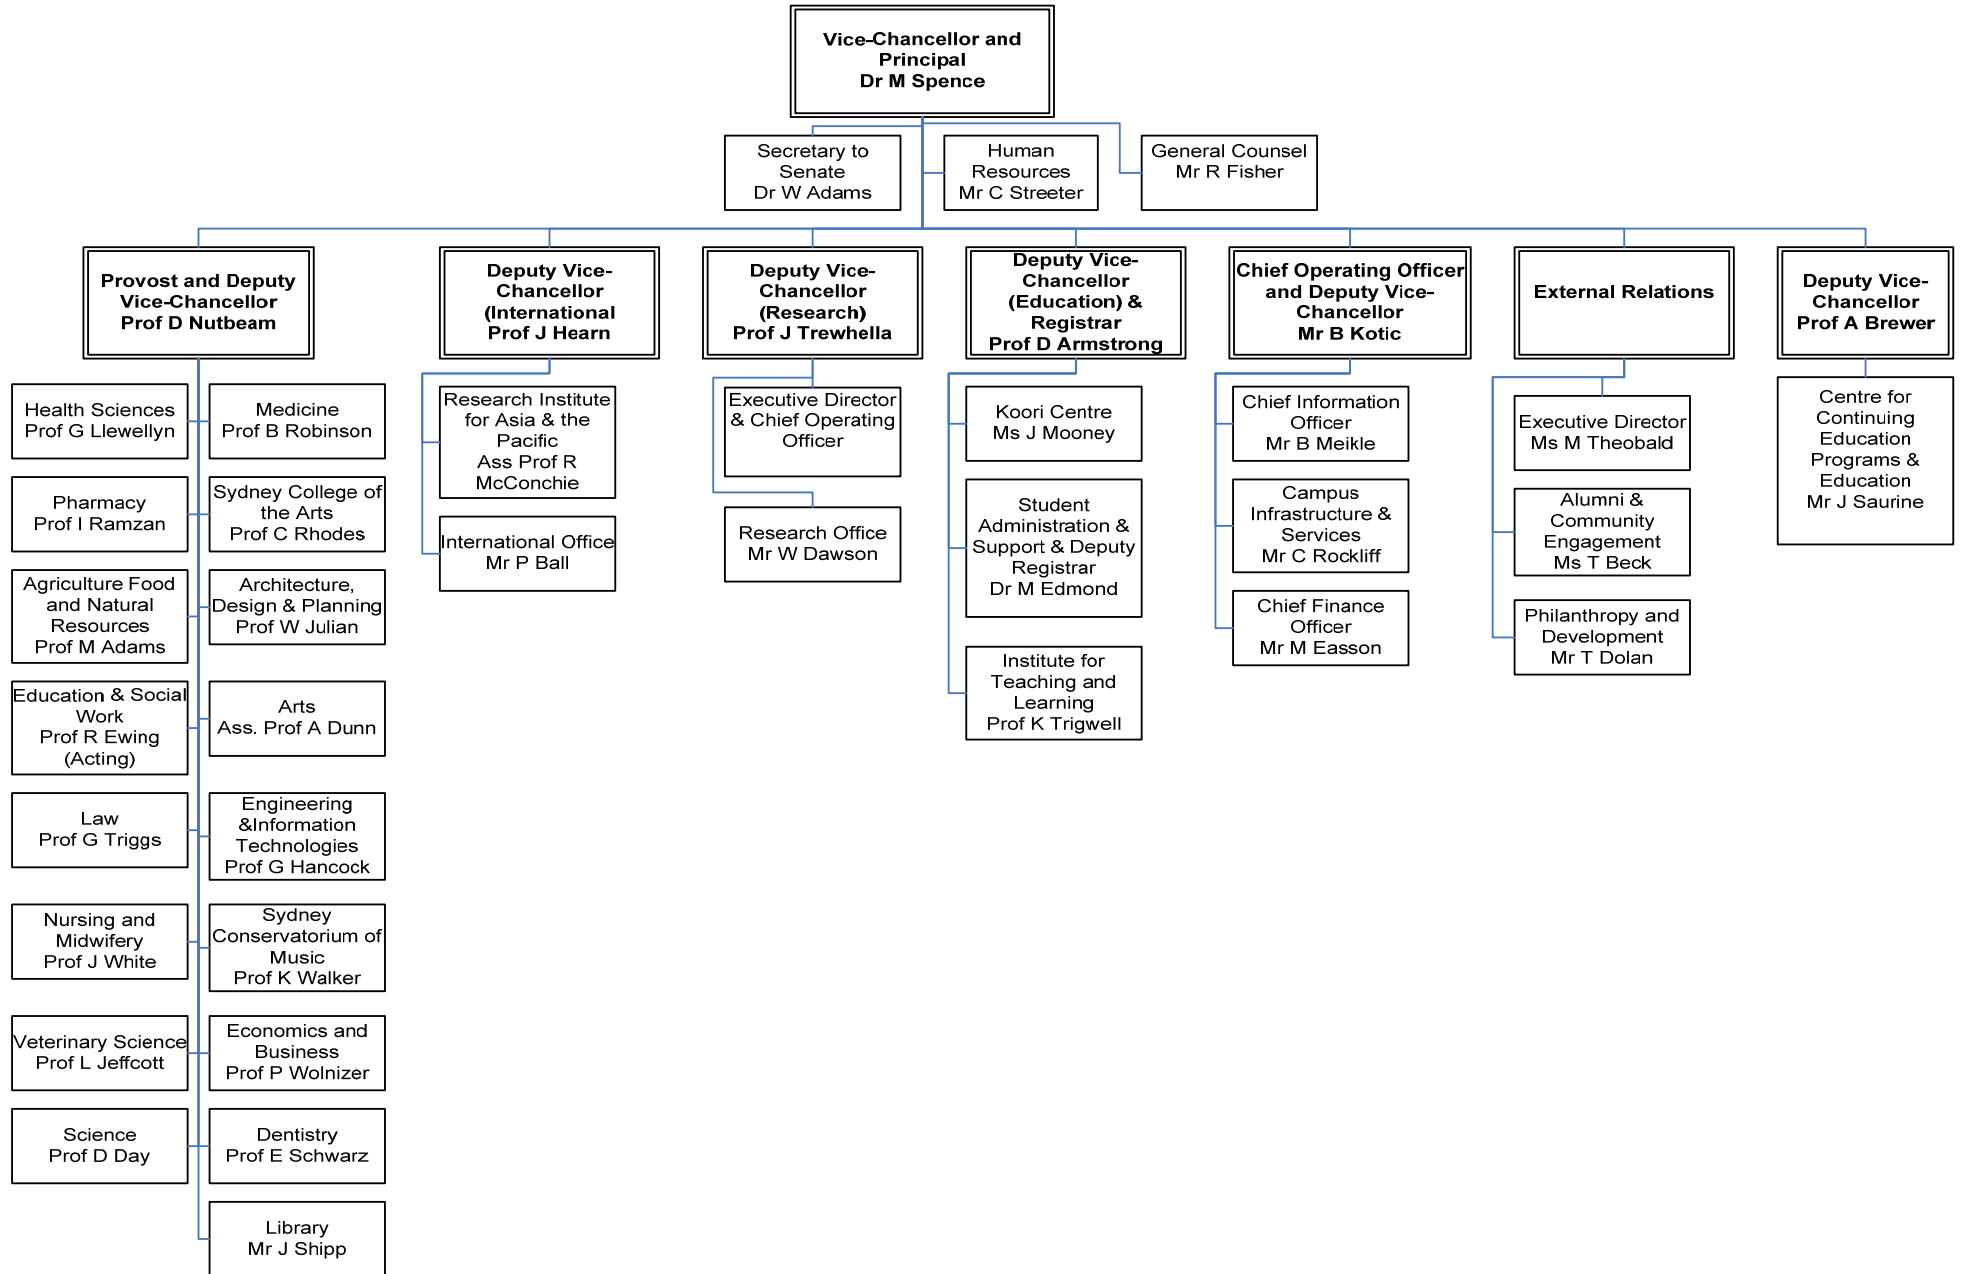 Vice-Chancellor and
Principal
Dr M Spence
Secretary to
Senate
Dr W Adams
Human
Resources
Mr C Streeter
General Counsel
Mr R Fisher
Provost and Deputy
Vice-Chancellor
Prof D Nutbeam
Deputy Vice-
Chancellor
(International
Prof J Hearn
Deputy Vice-
Chancellor
(Research)
Prof J Trewhella
Deputy Vice-
Chancellor
(Education) &
Registrar
Prof D Armstrong
Chief Operating Officer
and Deputy Vice-
Chancellor
Mr B Kotic
External Relations
Deputy Vice-
Chancellor
Prof A Brewer
Health Sciences
Prof G Llewellyn
Medicine
Prof B Robinson
Pharmacy
Prof I Ramzan
Sydney College of
the Arts
Prof C Rhodes
Agriculture Food
and Natural
Resources
Prof M Adams
Architecture,
Design & Planning
Prof W Julian
Education & Social
Work
Prof R Ewing
(Acting)
Arts
Ass. Prof A Dunn
Law
Prof G Triggs
Engineering
&Information
Technologies
Prof G Hancock
Nursing and
Midwifery
Prof J White
Sydney
Conservatorium of
Music
Prof K Walker
Veterinary Science
Prof L Jeffcott
Economics and
Business
Prof P Wolnizer
Science
Prof D Day
Dentistry
Prof E Schwarz
Library
Mr J Shipp
Research Institute
for Asia & the
Pacific
Ass Prof R
McConchie
International Office
Mr P Ball
Executive Director
& Chief Operating
Officer
Research Office
Mr W Dawson
Koori Centre
Ms J Mooney
Student
Administration &
Support & Deputy
Registrar
Dr M Edmond
Institute for
Teaching and
Learning
Prof K Trigwell
Chief Information
Officer
Mr B Meikle
Campus
Infrastructure &
Services
Mr C Rockliff
Chief Finance
Officer
Mr M Easson
Executive Director
Ms M Theobald
Alumni &
Community
Engagement
Ms T Beck
Philanthropy and
Development
Mr T Dolan
Centre for
Continuing
Education
Programs &
Education
Mr J Saurine